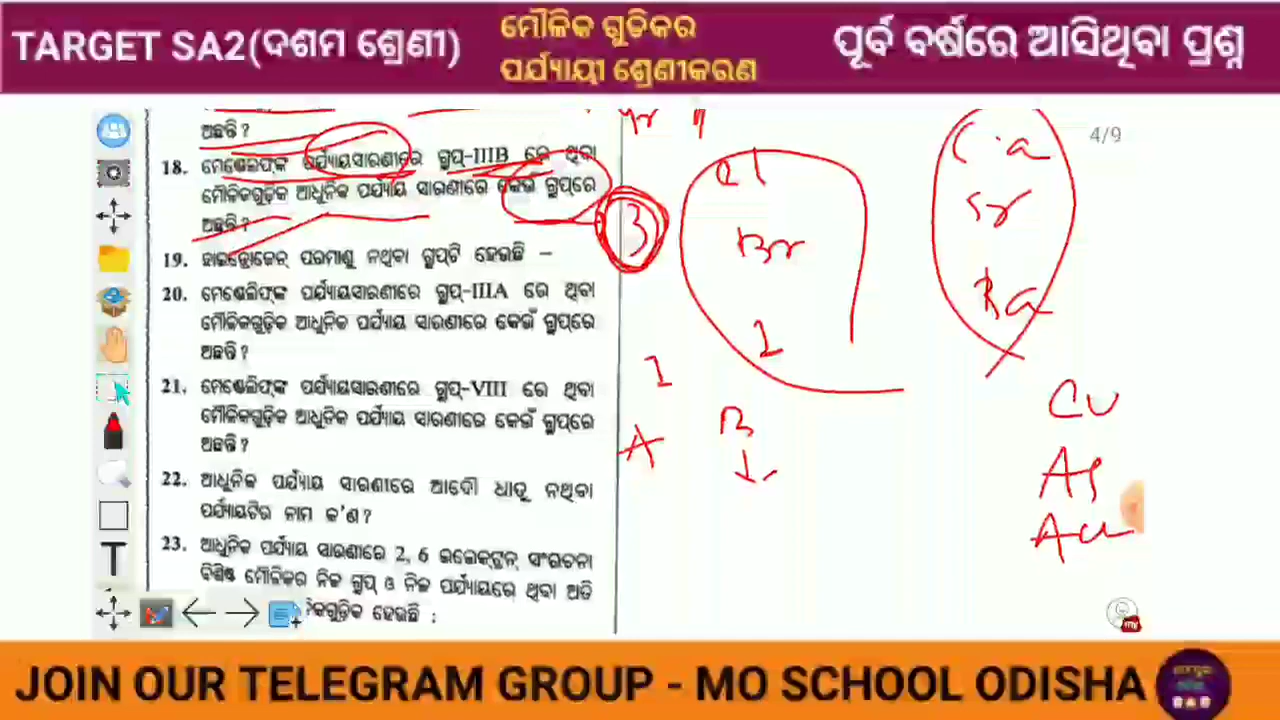 TARGET SA2(ଦଶମ ଶ୍ରେଣୀ)
ମୌଳିକ ଗୁଡିକର
ପର୍ଯ୍ୟାୟୀ ଶ୍ରେଣୀକରଣ
ପୂର୍ବ ବର୍ଷରେ ଆସିଥିବା ପ୍ରଶ୍ନ
4/9
ଅଛନ୍ତି ?
18. ମେଣ୍ଡେଲିଫ୍‌ଙ୍କ ପର୍ଯ୍ୟାୟସାରଣୀରେ ଗ୍ରୁପ୍-IIIB ରେ ଥିବା
ମୌଳିକଗୁଡ଼ିକ ଆଧୁନିକ ପର୍ଯ୍ୟାୟ ସାରଣୀରେ କେଉଁ ଗ୍ରୁପ୍‌ରେ
ଅଛନ୍ତି ?
19. ହାଇଡ୍ରୋଜେନ୍ ପରମାଣୁ ନଥିବା ଗ୍ରୁପ୍‌ଟି ହେଉଛି –
20. ମେଣ୍ଡେଲିଫ୍‌ଙ୍କ ପର୍ଯ୍ୟାୟସାରଣୀରେ ଗ୍ରୁପ୍-IIIA ରେ ଥିବା
ମୌଳିକଗୁଡ଼ିକ ଆଧୁନିକ ପର୍ଯ୍ୟାୟ ସାରଣୀରେ କେଉଁ ଗ୍ରୁପ୍‌ରେ
ଅଛନ୍ତି ?
21. ମେଣ୍ଡେଲିଫ୍‌ଙ୍କ ପର୍ଯ୍ୟାୟସାରଣୀରେ ଗ୍ରୁପ୍-VIII ରେ ଥିବା
ମୌଳିକଗୁଡ଼ିକ ଆଧୁନିକ ପର୍ଯ୍ୟାୟ ସାରଣୀରେ କେଉଁ ଗ୍ରୁପ୍‌ରେ
ଅଛନ୍ତି ?
22. ଆଧୁନିକ ପର୍ଯ୍ୟାୟ ସାରଣୀରେ ଆଦୌ ଧାତୁ ନଥିବା
ପର୍ଯ୍ୟାୟଟିର ନାମ କ'ଣ ?
23. ଆଧୁନିକ ପର୍ଯ୍ୟାୟ ସାରଣୀରେ 2, 6 ଇଲେକ୍ଟ୍ରନ୍ ସଂରଚନା
ବିଶିଷ୍ଟ ମୌଳିକର ନିଜ ଗ୍ରୁପ୍ ଓ ନିଜ ପର୍ଯ୍ୟାୟରେ ଥିବା ଅତି
ିକଗୁଡ଼ିକ ହେଉଛି :
3
Cl
Br
I
Ca
Sr
Ra
I
A
B
Cu
Ag
Au
T
JOIN OUR TELEGRAM GROUP - MO SCHOOL ODISHA